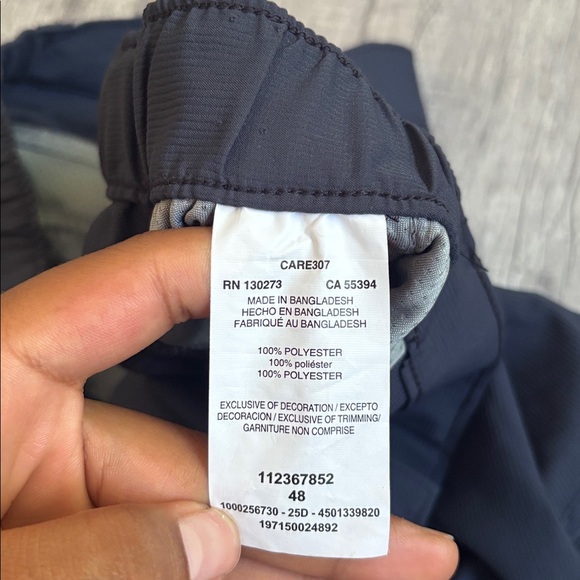 CARE307
RN 130273 CA 55394
MADE IN BANGLADESH
HECHO EN BANGLADESH
FABRIQUÉ AU BANGLADESH
100% POLYESTER
100% poliéster
100% POLYESTER
EXCLUSIVE OF DECORATION / EXCEPTO
DECORACION / EXCLUSIVE OF TRIMMING/
GARNITURE NON COMPRISE
112367852
48
1000256730 - 25D - 4501339820
197150024892